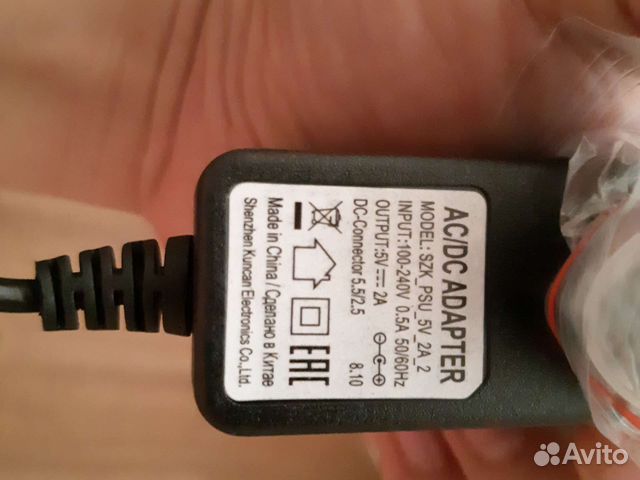 AC/DC ADAPTER
MODEL: SZK_PSU_5V_2A_2
INPUT:100-240V 0.5A 50/60Hz
OUTPUT:5V⎓2A
DC-Connector 5.5/2.5
8.10
EAC
Made in China / Сделано в Китае
Shenzhen Kuncan Electronics Co.,Ltd.
Avito